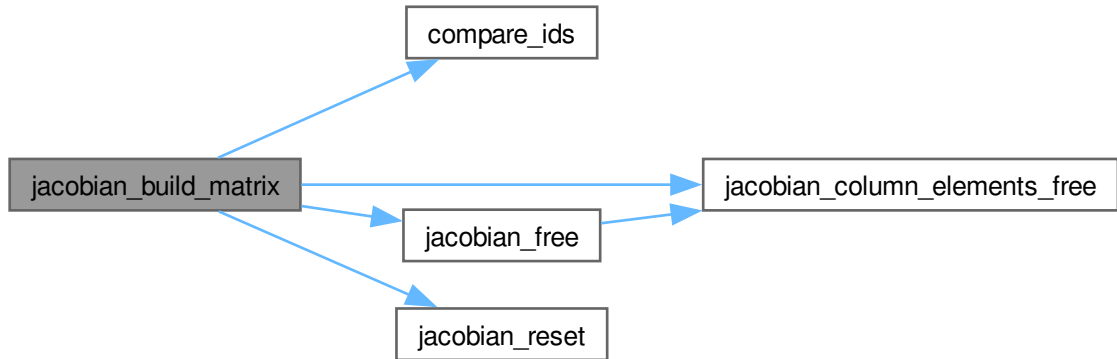 compare_ids
jacobian_build_matrix
jacobian_column_elements_free
jacobian_free
jacobian_reset